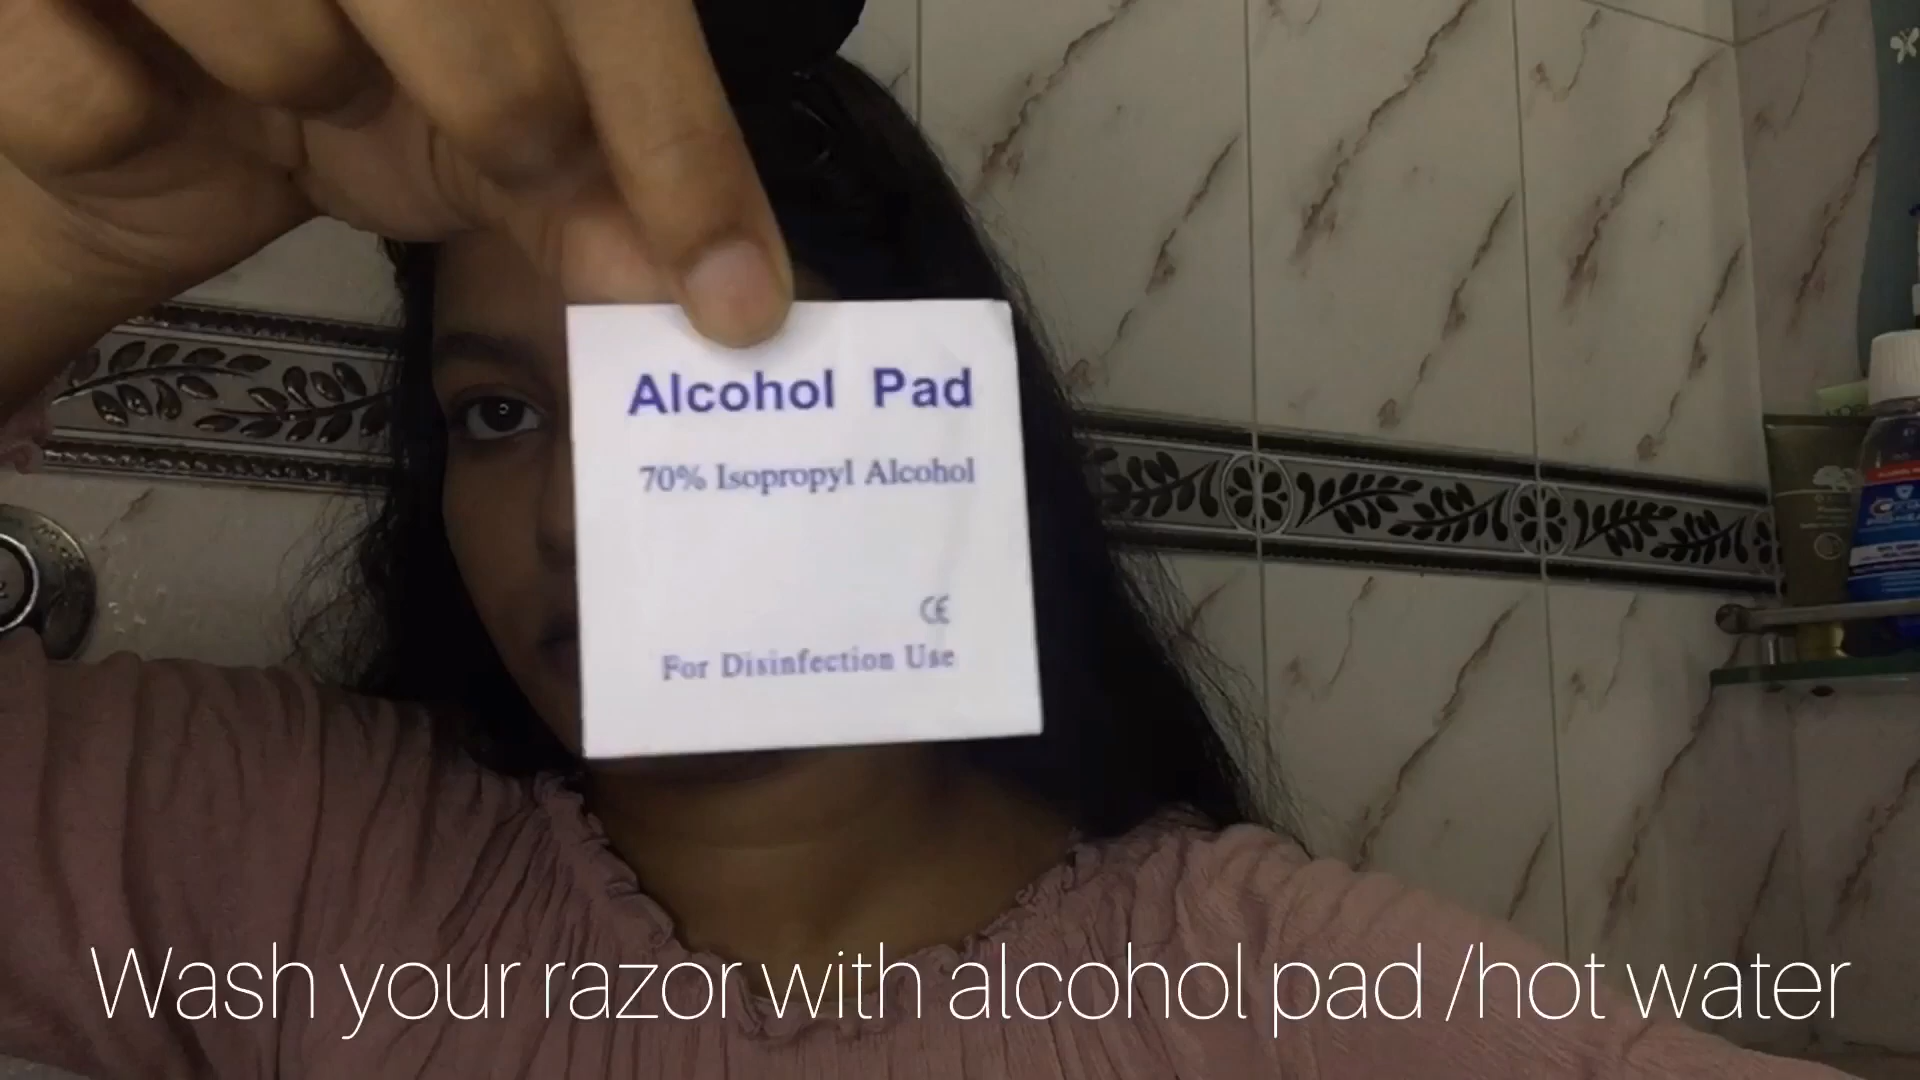 Alcohol Pad
70% Isopropyl Alcohol
CE
For Disinfection Use
Wash your razor with alcohol pad /hot water